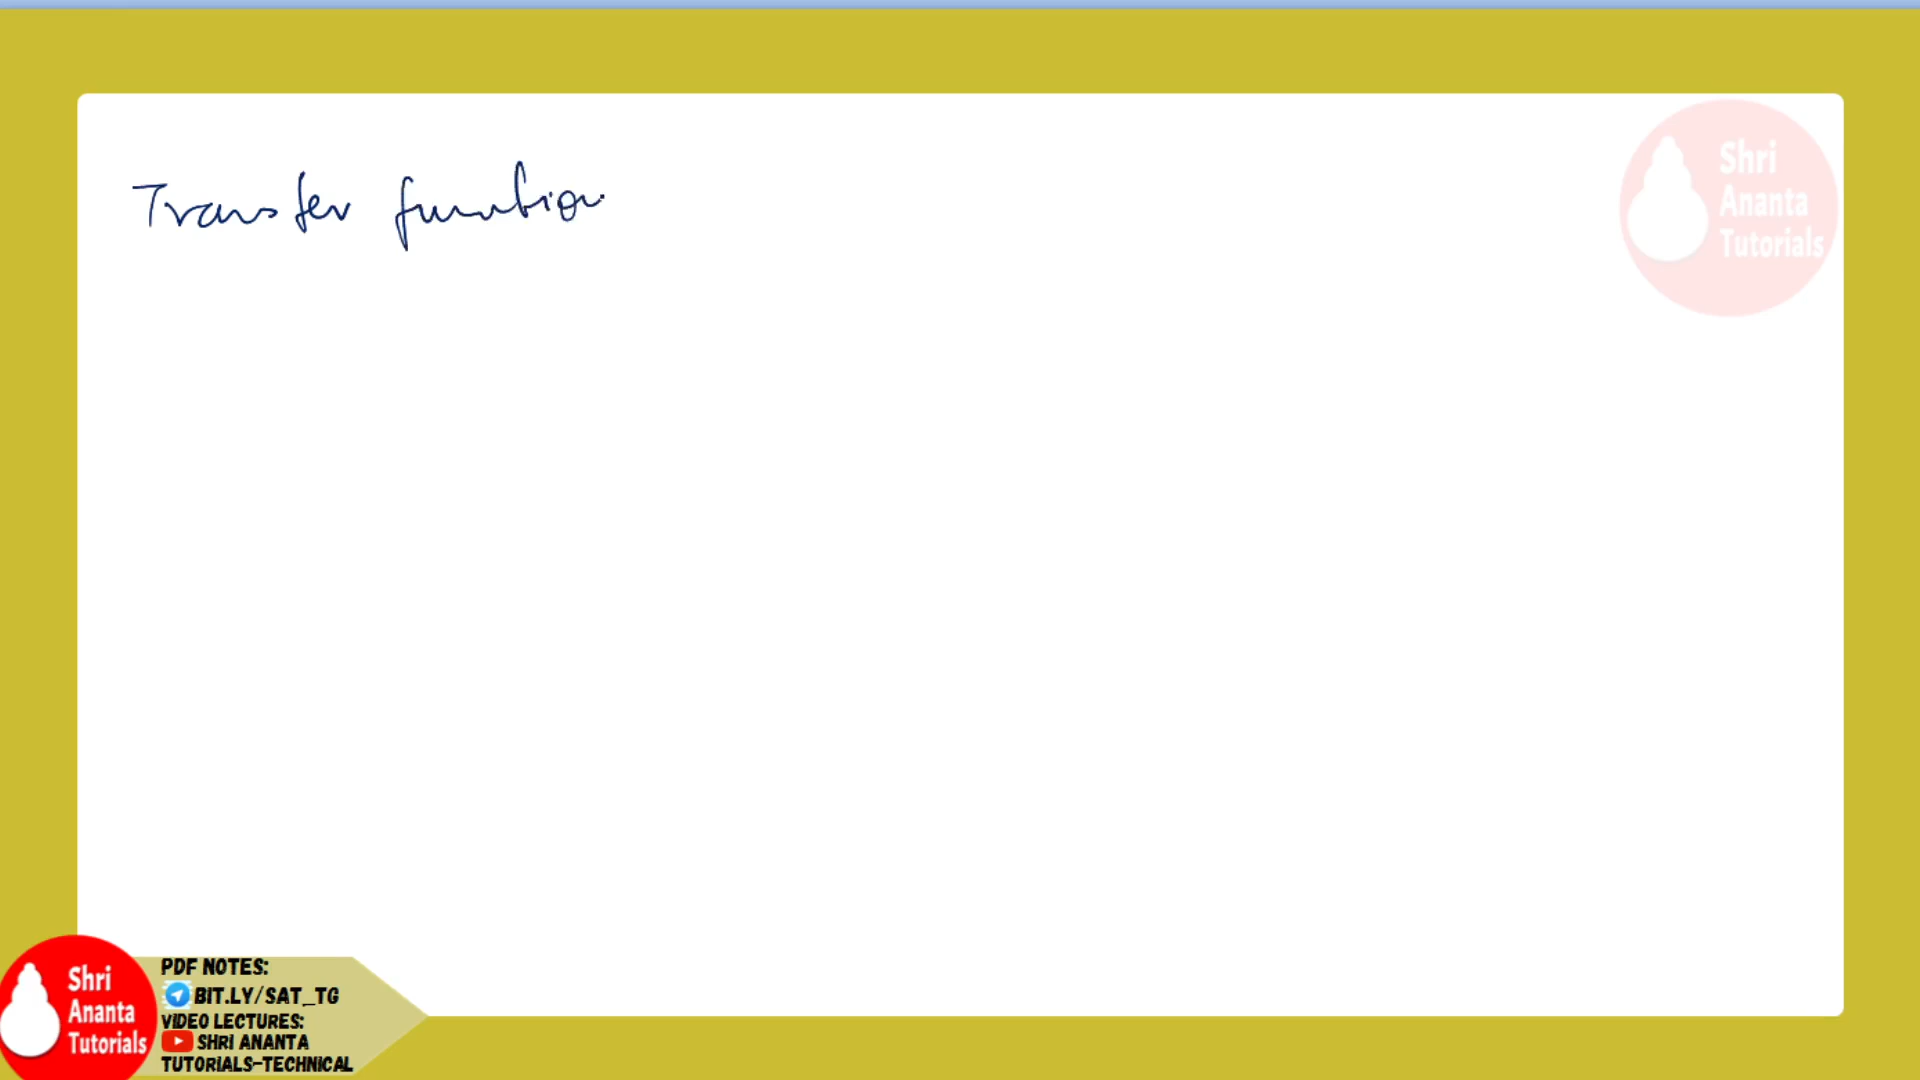 Transfer function
Shri
Ananta
Tutorials
Shri
Ananta
Tutorials
PDF NOTES:
BIT.LY/SAT_TG
VIDEO LECTURES:
SHRI ANANTA
TUTORIALS-TECHNICAL